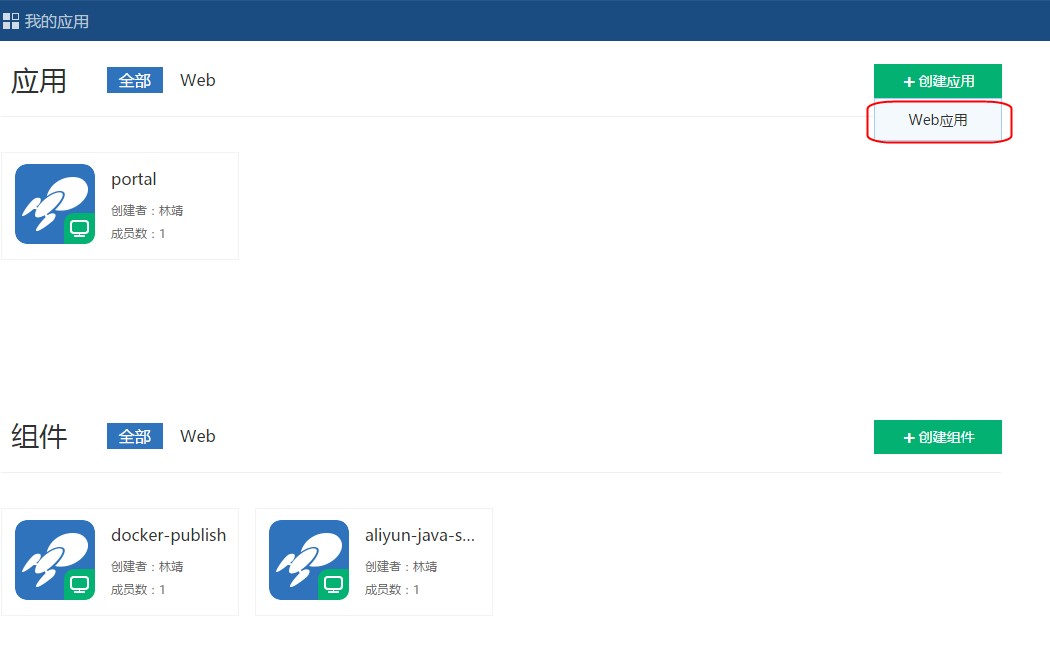 我的应用
应用 全部 Web +创建应用
Web应用
portal
创建者：林靖
成员数：1
组件 全部 Web +创建组件
docker-publish aliyun-java-s...
创建者：林靖 创建者：林靖
成员数：1 成员数：1